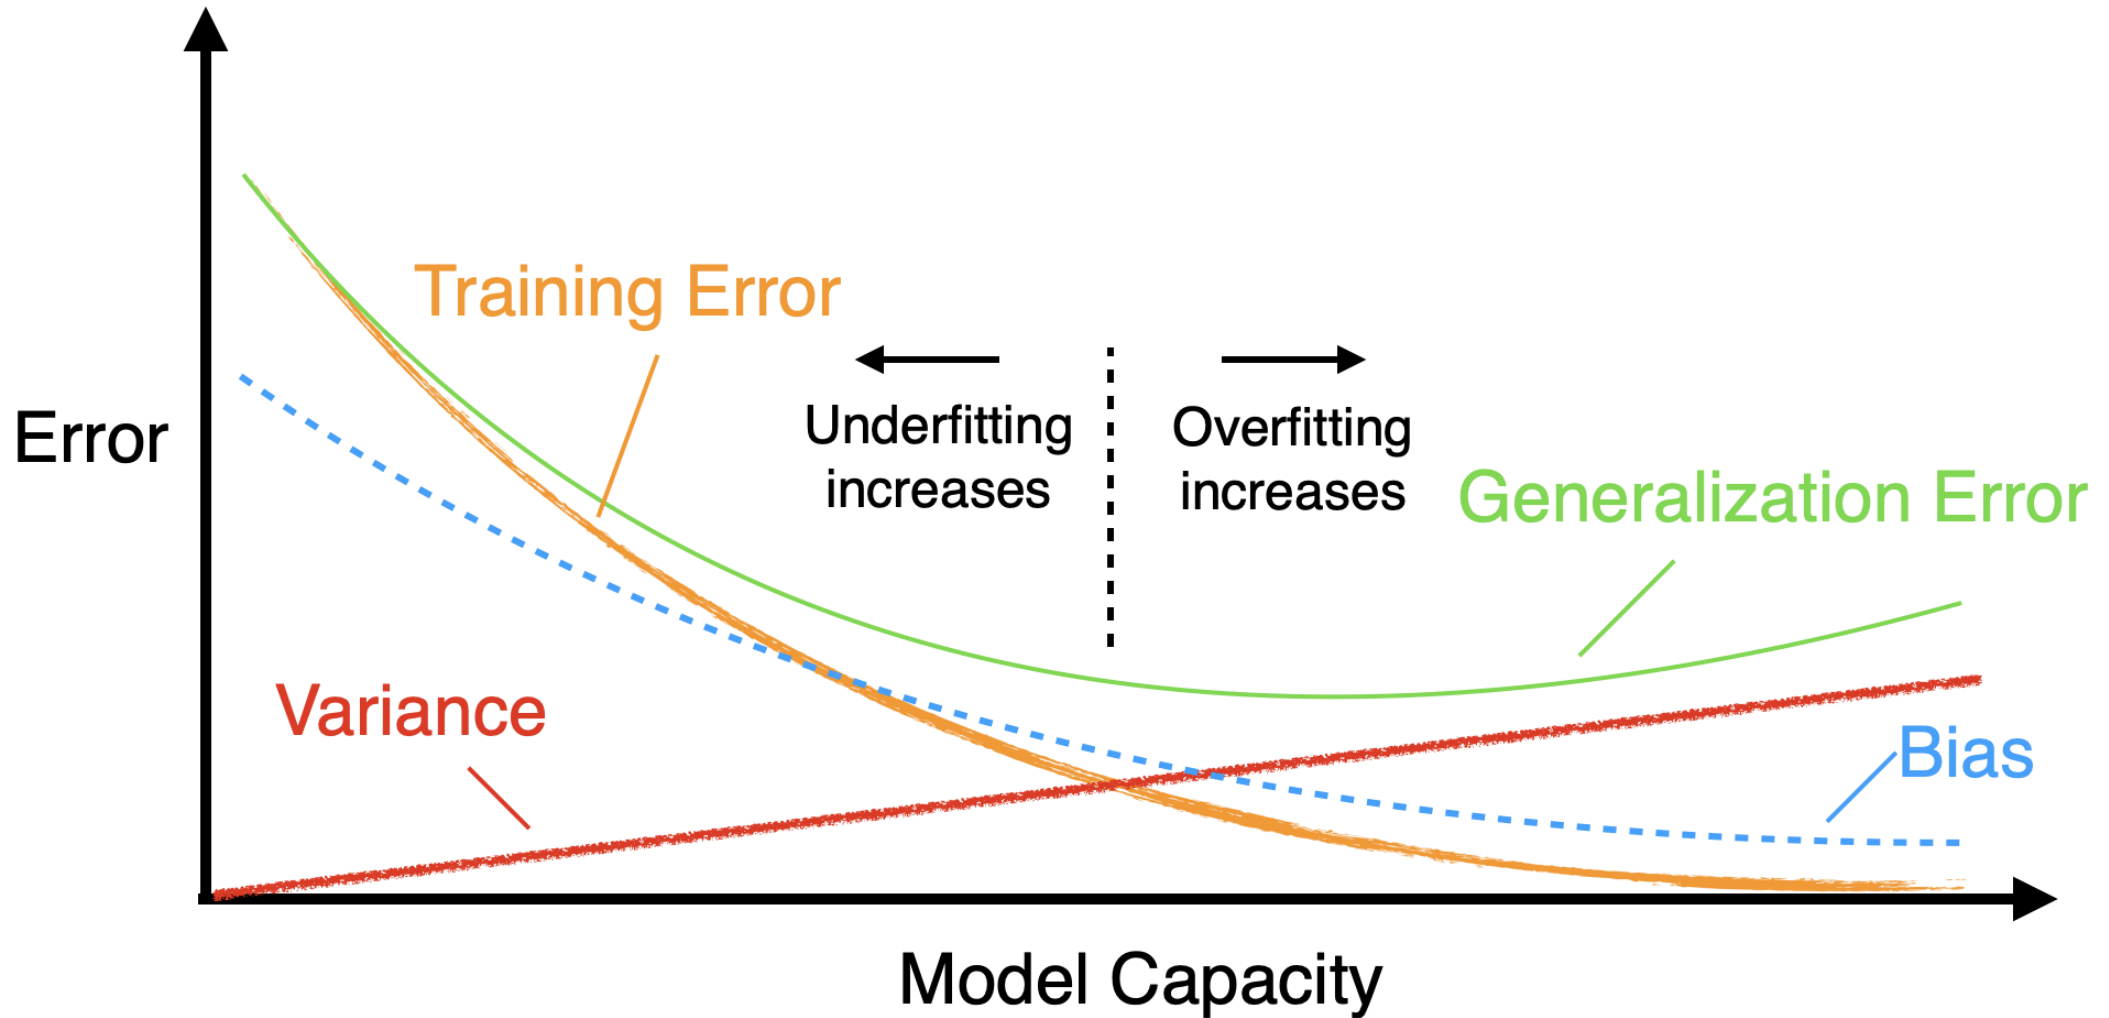 Training Error
Underfitting
increases
Overfitting
increases
Error
Generalization Error
Variance
Bias
Model Capacity